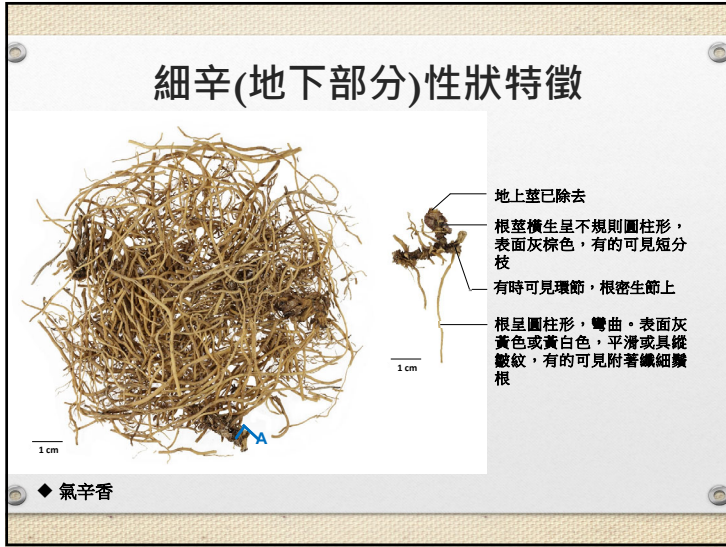 細辛(地下部分)性狀特徵
地上莖已除去
根莖橫生呈不規則圓柱形，
表面灰棕色，有的可見短分
枝
有時可見環節，根密生節上
根呈圓柱形，彎曲。表面灰
黃色或黃白色，平滑或具縱
皺紋，有的可見附著纖細鬚
根
1 cm
A
1 cm
◆ 氣辛香